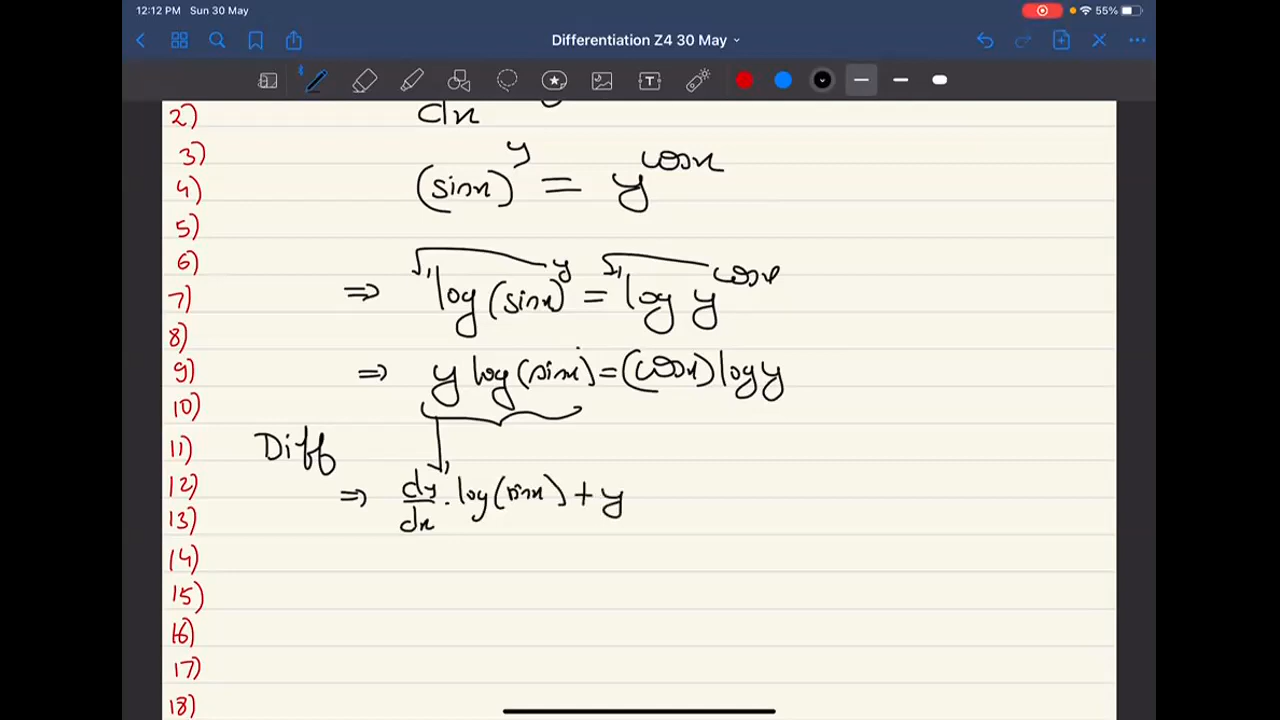 12:12 PM Sun 30 May 55%
Differentiation Z4 30 May
2) dx
3)
4) (sinx)^y = y^cosx
5)
6)
7) ⇒ log(sinx)^y = log y^cosx
8)
9) ⇒ y log(sinx) = (cosx) log y
10)
11) Diff
12) ⇒ dy/dx . log(sinx) + y
13)
14)
15)
16)
17)
18)